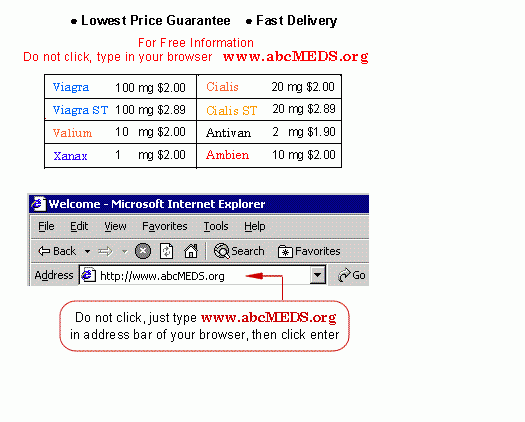 ● Lowest Price Guarantee ● Fast Delivery
For Free Information
Do not click, type in your browser www.abcMEDS.org
Viagra 100 mg $2.00 Cialis 20 mg $2.00
Viagra ST 100 mg $2.89 Cialis ST 20 mg $2.89
Valium 10 mg $2.00 Antivan 2 mg $1.90
Xanax 1 mg $2.00 Ambien 10 mg $2.00
Welcome - Microsoft Internet Explorer
File Edit View Favorites Tools Help
Back Search Favorites
Address http://www.abcMEDS.org Go
Do not click, just type www.abcMEDS.org
in address bar of your browser, then click enter